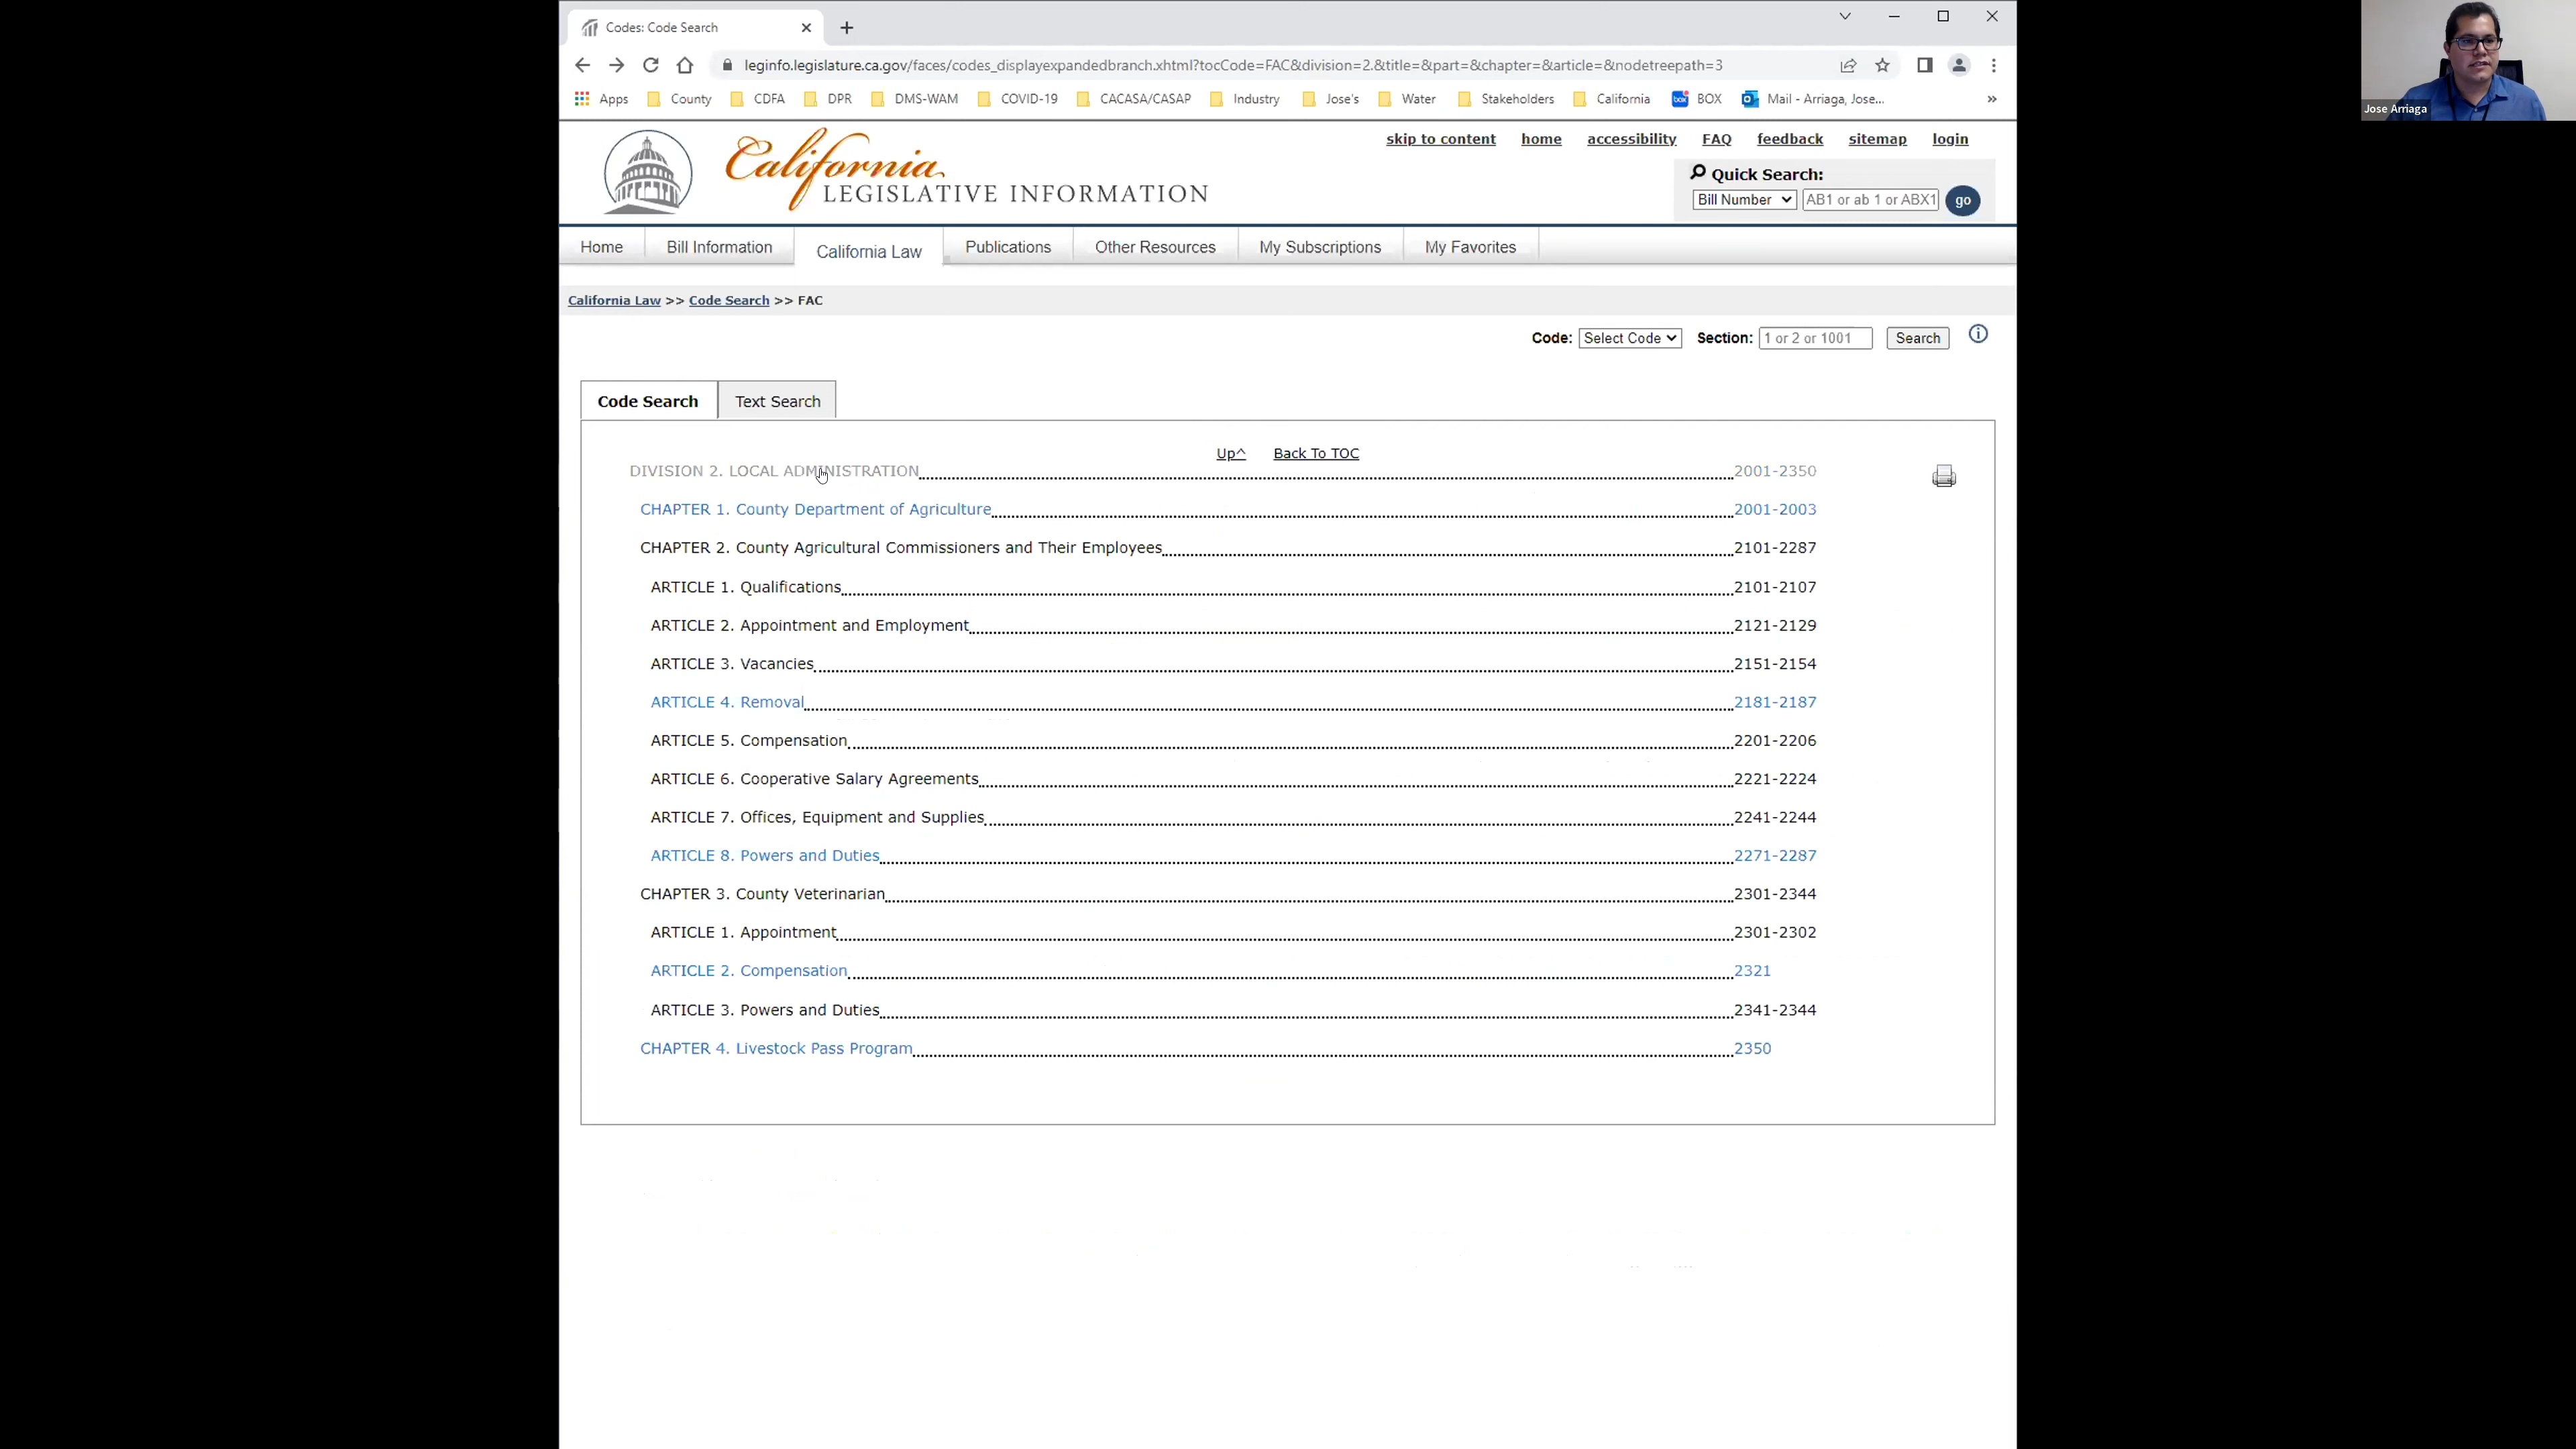 Codes: Code Search
leginfo.legislature.ca.gov/faces/codes_displayexpandedbranch.xhtml?tocCode=FAC&division=2.&title=&part=&chapter=&article=&nodetreepath=3
Apps County CDFA DPR DMS-WAM COVID-19 CACASA/CASAP Industry Jose's Water Stakeholders California BOX Mail - Arriaga, Jose... »
Jose Arriaga
skip to content home accessibility FAQ feedback sitemap login
California
LEGISLATIVE INFORMATION
Quick Search:
Bill Number AB1 or ab 1 or ABX1 go
Home Bill Information California Law Publications Other Resources My Subscriptions My Favorites
California Law >> Code Search >> FAC
Code: Select Code Section: 1 or 2 or 1001 Search
Code Search Text Search
Up^ Back To TOC
DIVISION 2. LOCAL ADMINISTRATION 2001-2350
CHAPTER 1. County Department of Agriculture 2001-2003
CHAPTER 2. County Agricultural Commissioners and Their Employees 2101-2287
ARTICLE 1. Qualifications 2101-2107
ARTICLE 2. Appointment and Employment 2121-2129
ARTICLE 3. Vacancies 2151-2154
ARTICLE 4. Removal 2181-2187
ARTICLE 5. Compensation 2201-2206
ARTICLE 6. Cooperative Salary Agreements 2221-2224
ARTICLE 7. Offices, Equipment and Supplies 2241-2244
ARTICLE 8. Powers and Duties 2271-2287
CHAPTER 3. County Veterinarian 2301-2344
ARTICLE 1. Appointment 2301-2302
ARTICLE 2. Compensation 2321
ARTICLE 3. Powers and Duties 2341-2344
CHAPTER 4. Livestock Pass Program 2350